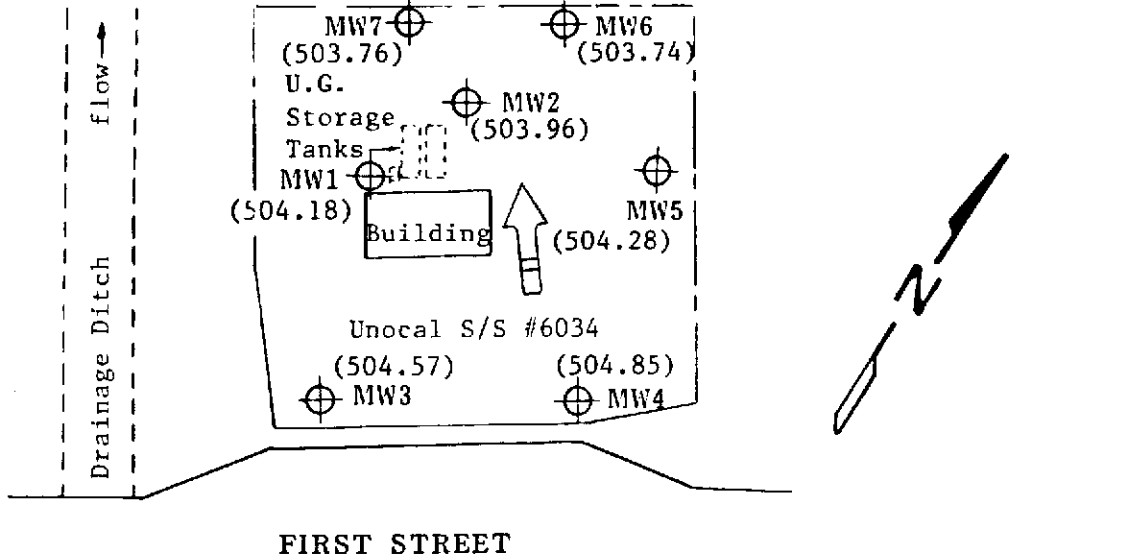 MW7
(503.76)
MW6
(503.74)
U.G.
Storage
Tanks
MW2
(503.96)
MW1
(504.18)
Building
MW5
(504.28)
flow
Drainage Ditch
Unocal S/S #6034
(504.57)
MW3
(504.85)
MW4
N
FIRST STREET